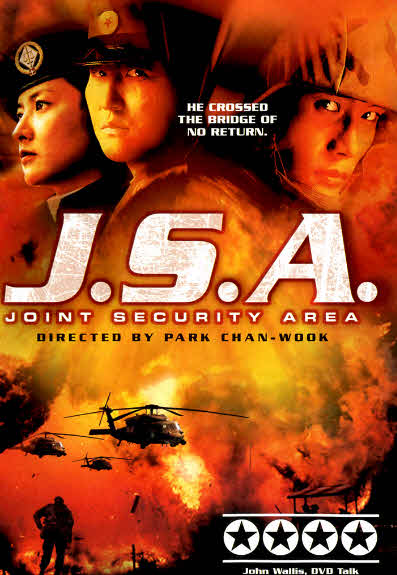 HE CROSSED
THE BRIDGE OF
NO RETURN.
J.S.A.
JOINT SECURITY AREA
DIRECTED BY PARK CHAN-WOOK
John Wallis, DVD Talk